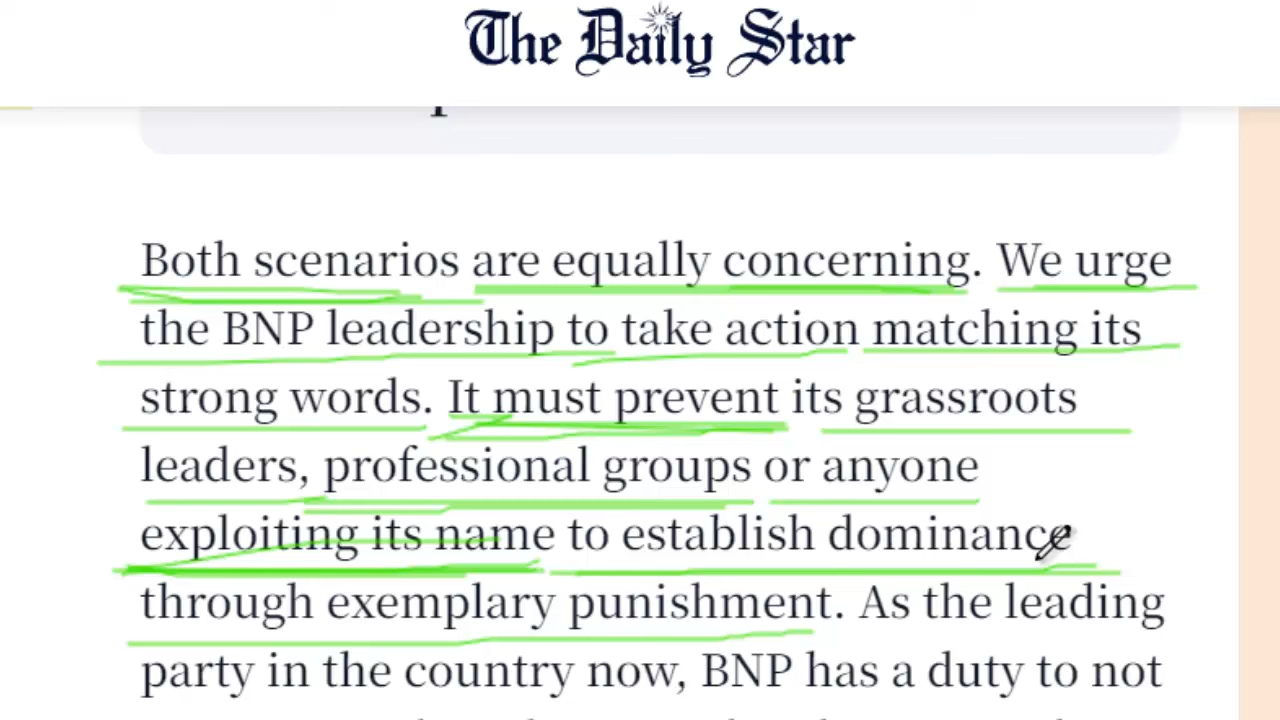 The Daily Star
Both scenarios are equally concerning. We urge
the BNP leadership to take action matching its
strong words. It must prevent its grassroots
leaders, professional groups or anyone
exploiting its name to establish dominance
through exemplary punishment. As the leading
party in the country now, BNP has a duty to not